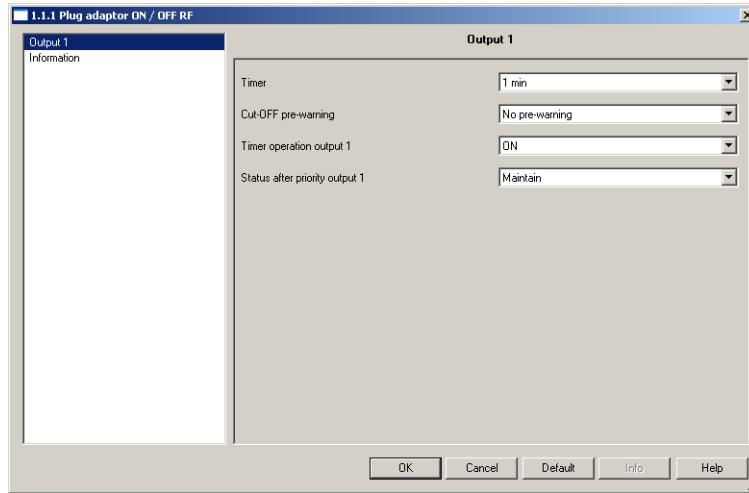 1.1.1 Plug adaptor ON / OFF RF
Output 1
Information
Output 1
Timer
1 min
Cut-OFF pre-warning
No pre-warning
Timer operation output 1
ON
Status after priority output 1
Maintain
OK
Cancel
Default
Info
Help